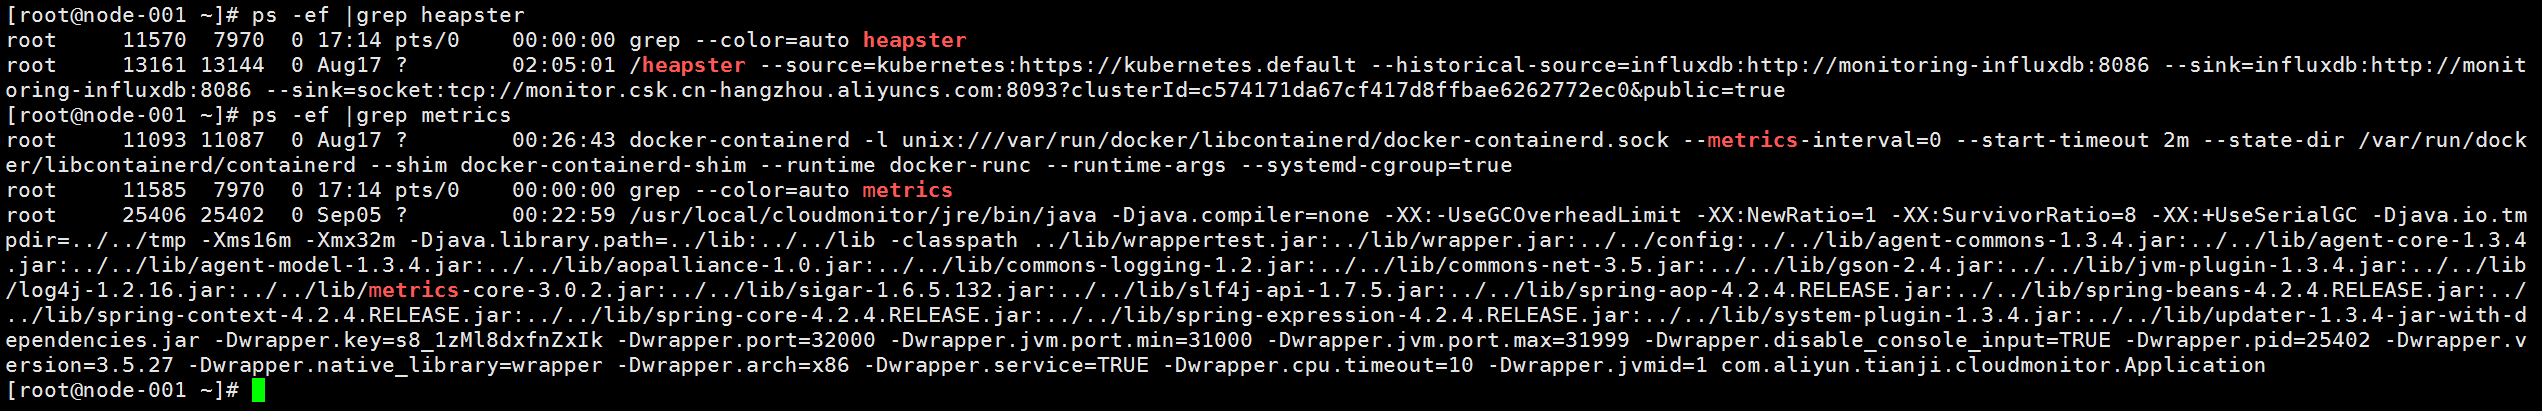 [root@node-001 ~]# ps -ef |grep heapster
root     11570  7970  0 17:14 pts/0    00:00:00 grep --color=auto heapster
root     13161 13144  0 Aug17 ?        02:05:01 /heapster --source=kubernetes:https://kubernetes.default --historical-source=influxdb:http://monitoring-influxdb:8086 --sink=influxdb:http://monit
oring-influxdb:8086 --sink=socket:tcp://monitor.csk.cn-hangzhou.aliyuncs.com:8093?clusterId=c574171da67cf417d8ffbae6262772ec0&public=true
[root@node-001 ~]# ps -ef |grep metrics
root     11093 11087  0 Aug17 ?        00:26:43 docker-containerd -l unix:///var/run/docker/libcontainerd/docker-containerd.sock --metrics-interval=0 --start-timeout 2m --state-dir /var/run/dock
er/libcontainerd/containerd --shim docker-containerd-shim --runtime docker-runc --runtime-args --systemd-cgroup=true
root     11585  7970  0 17:14 pts/0    00:00:00 grep --color=auto metrics
root     25406 25402  0 Sep05 ?        00:22:59 /usr/local/cloudmonitor/jre/bin/java -Djava.compiler=none -XX:-UseGCOverheadLimit -XX:NewRatio=1 -XX:SurvivorRatio=8 -XX:+UseSerialGC -Djava.io.tm
pdir=../../tmp -Xms16m -Xmx32m -Djava.library.path=../lib:../../lib -classpath ../lib/wrappertest.jar:../lib/wrapper.jar:../../config:../../lib/agent-commons-1.3.4.jar:../../lib/agent-core-1.3.4
.jar:../../lib/agent-model-1.3.4.jar:../../lib/aopalliance-1.0.jar:../../lib/commons-logging-1.2.jar:../../lib/commons-net-3.5.jar:../../lib/gson-2.4.jar:../../lib/jvm-plugin-1.3.4.jar:../../lib
/log4j-1.2.16.jar:../../lib/metrics-core-3.0.2.jar:../../lib/sigar-1.6.5.132.jar:../../lib/slf4j-api-1.7.5.jar:../../lib/spring-aop-4.2.4.RELEASE.jar:../../lib/spring-beans-4.2.4.RELEASE.jar:../
../lib/spring-context-4.2.4.RELEASE.jar:../../lib/spring-core-4.2.4.RELEASE.jar:../../lib/spring-expression-4.2.4.RELEASE.jar:../../lib/system-plugin-1.3.4.jar:../../lib/updater-1.3.4-jar-with-d
ependencies.jar -Dwrapper.key=s8_1zMl8dxfnZxIk -Dwrapper.port=32000 -Dwrapper.jvm.port.min=31000 -Dwrapper.jvm.port.max=31999 -Dwrapper.disable_console_input=TRUE -Dwrapper.pid=25402 -Dwrapper.v
ersion=3.5.27 -Dwrapper.native_library=wrapper -Dwrapper.arch=x86 -Dwrapper.service=TRUE -Dwrapper.cpu.timeout=10 -Dwrapper.jvmid=1 com.aliyun.tianji.cloudmonitor.Application
[root@node-001 ~]#